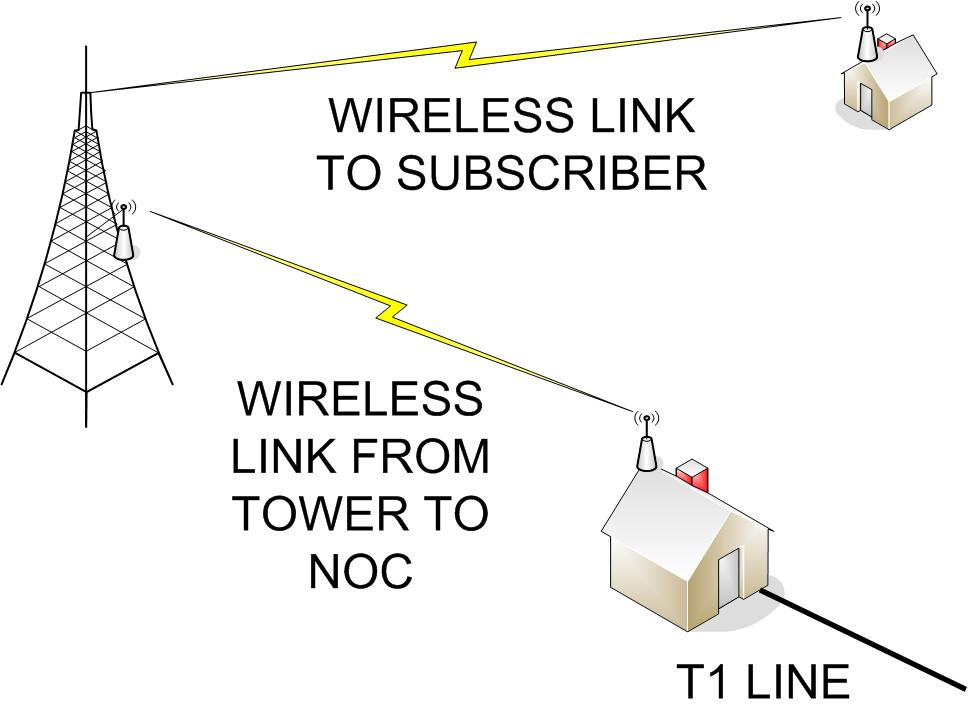 WIRELESS LINK
TO SUBSCRIBER
WIRELESS
LINK FROM
TOWER TO
NOC
T1 LINE